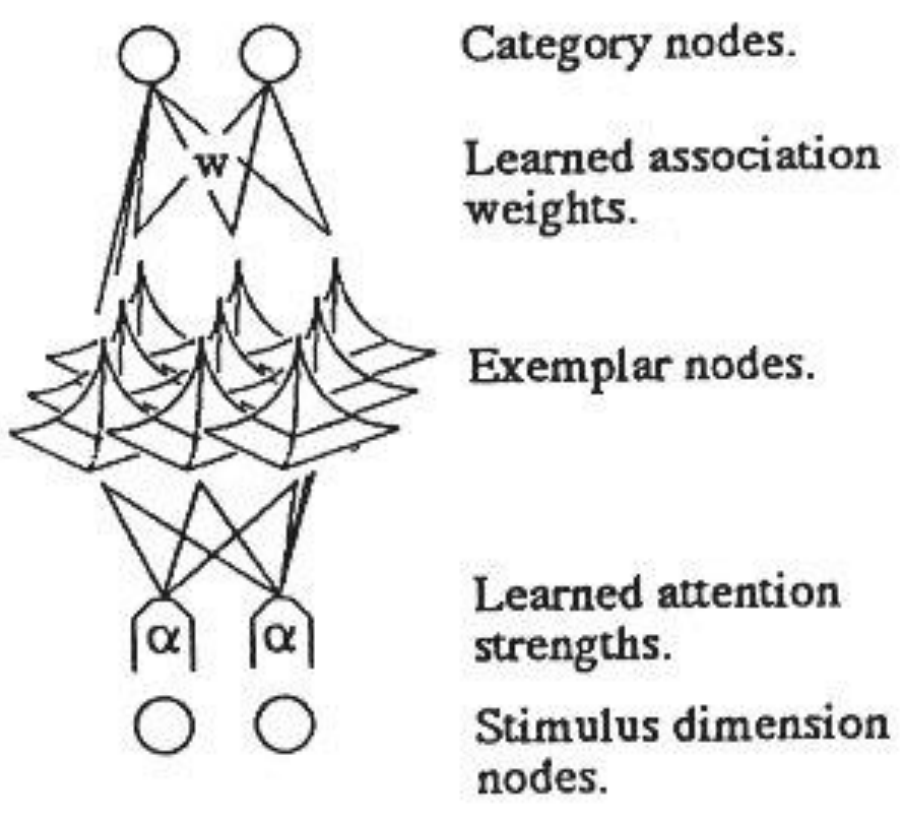 Category nodes.
w
Learned association
weights.
Exemplar nodes.
Learned attention
strengths.
α α
Stimulus dimension
nodes.